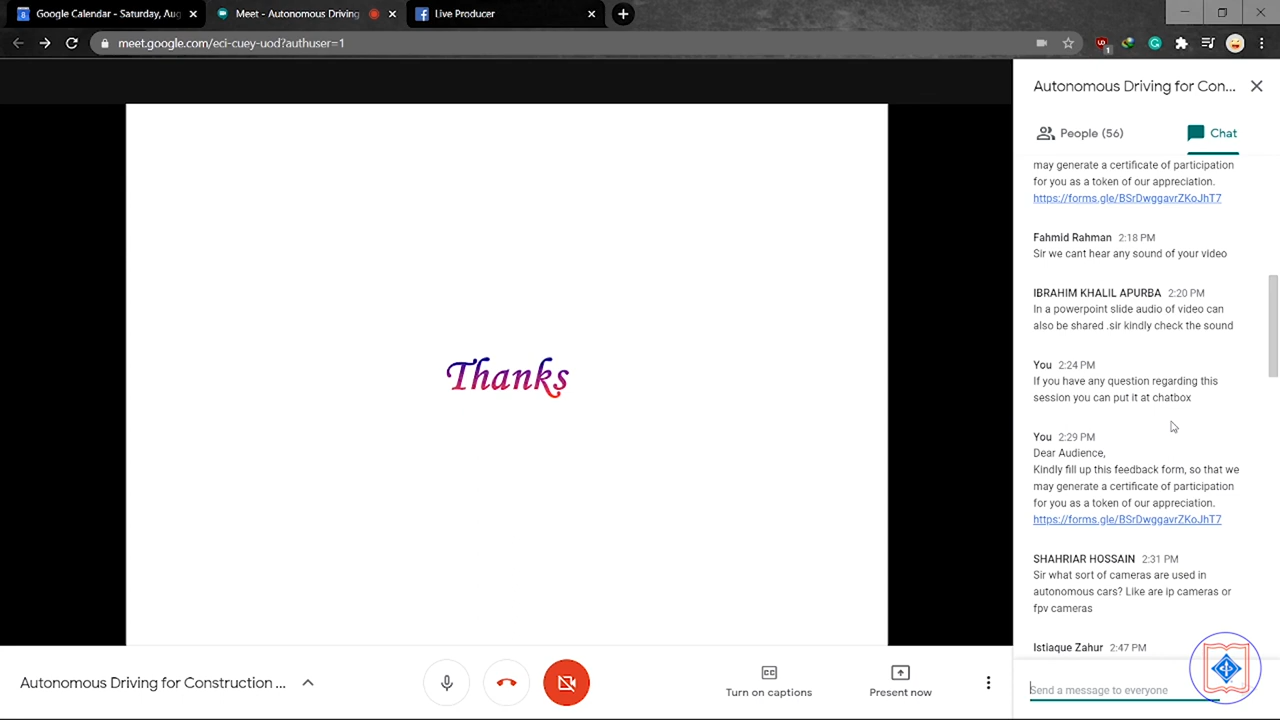 Google Calendar - Saturday, Aug
Meet - Autonomous Driving
Live Producer
meet.google.com/eci-cuey-uod?authuser=1
Autonomous Driving for Con...
People (56)
Chat
may generate a certificate of participation
for you as a token of our appreciation.
https://forms.gle/BSrDwggavrZKoJhT7
Fahmid Rahman 2:18 PM
Sir we cant hear any sound of your video
IBRAHIM KHALIL APURBA 2:20 PM
In a powerpoint slide audio of video can
also be shared .sir kindly check the sound
You 2:24 PM
If you have any question regarding this
session you can put it at chatbox
You 2:29 PM
Dear Audience,
Kindly fill up this feedback form, so that we
may generate a certificate of participation
for you as a token of our appreciation.
https://forms.gle/BSrDwggavrZKoJhT7
SHAHRIAR HOSSAIN 2:31 PM
Sir what sort of cameras are used in
autonomous cars? Like are ip cameras or
fpv cameras
Istiaque Zahur 2:47 PM
Send a message to everyone
Thanks
Autonomous Driving for Construction ...
Turn on captions
Present now